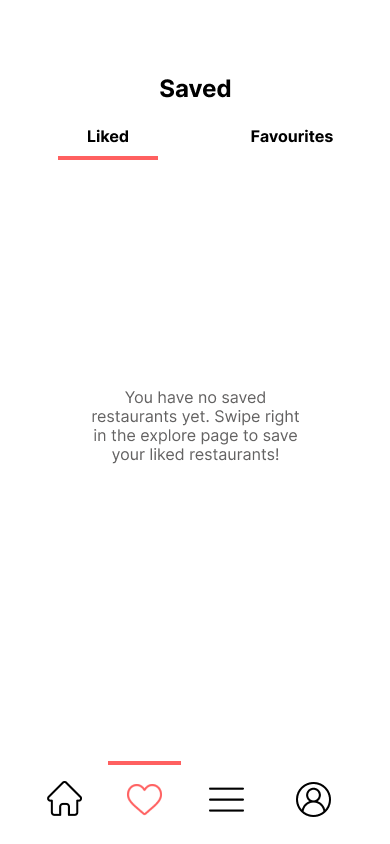 Saved
Liked
Favourites
You have no saved
restaurants yet. Swipe right
in the explore page to save
your liked restaurants!